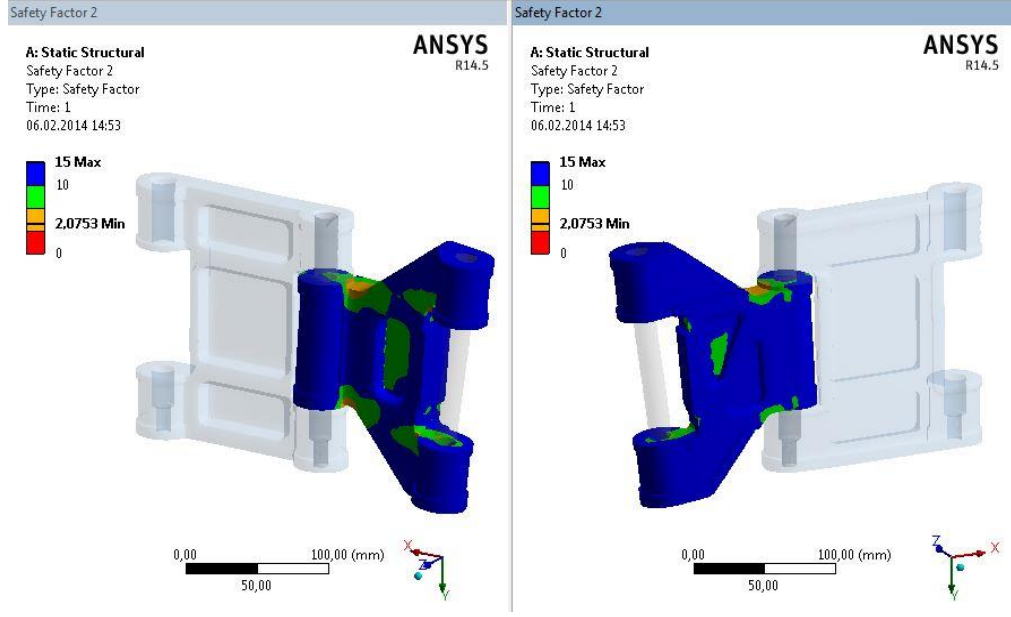 Safety Factor 2
A: Static Structural
Safety Factor 2
Type: Safety Factor
Time: 1
06.02.2014 14:53
ANSYS
R14.5
15 Max
10
2,0753 Min
0
0,00
100,00 (mm)
50,00
X
Z
Y
Safety Factor 2
A: Static Structural
Safety Factor 2
Type: Safety Factor
Time: 1
06.02.2014 14:53
ANSYS
R14.5
15 Max
10
2,0753 Min
0
0,00
100,00 (mm)
50,00
Z
X
Y